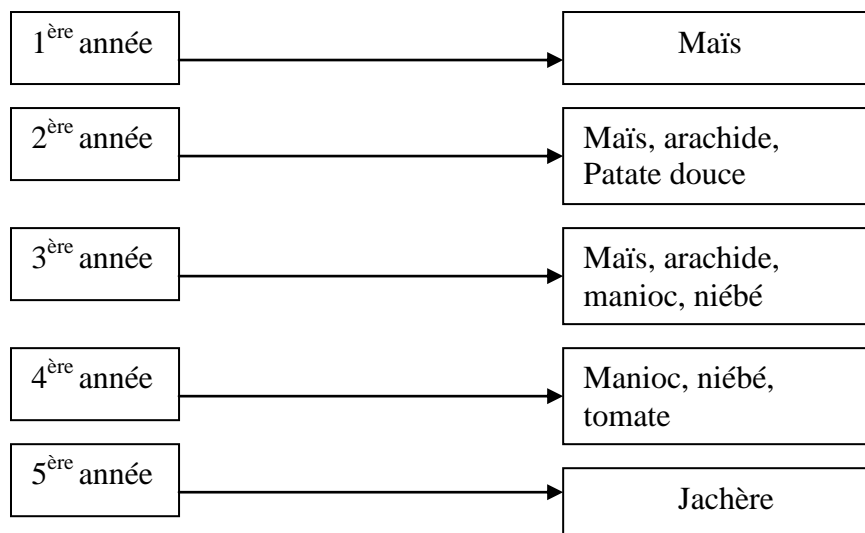 1ère année
Maïs
2ère année
Maïs, arachide,
Patate douce
3ère année
Maïs, arachide,
manioc, niébé
4ère année
Manioc, niébé,
tomate
5ère année
Jachère